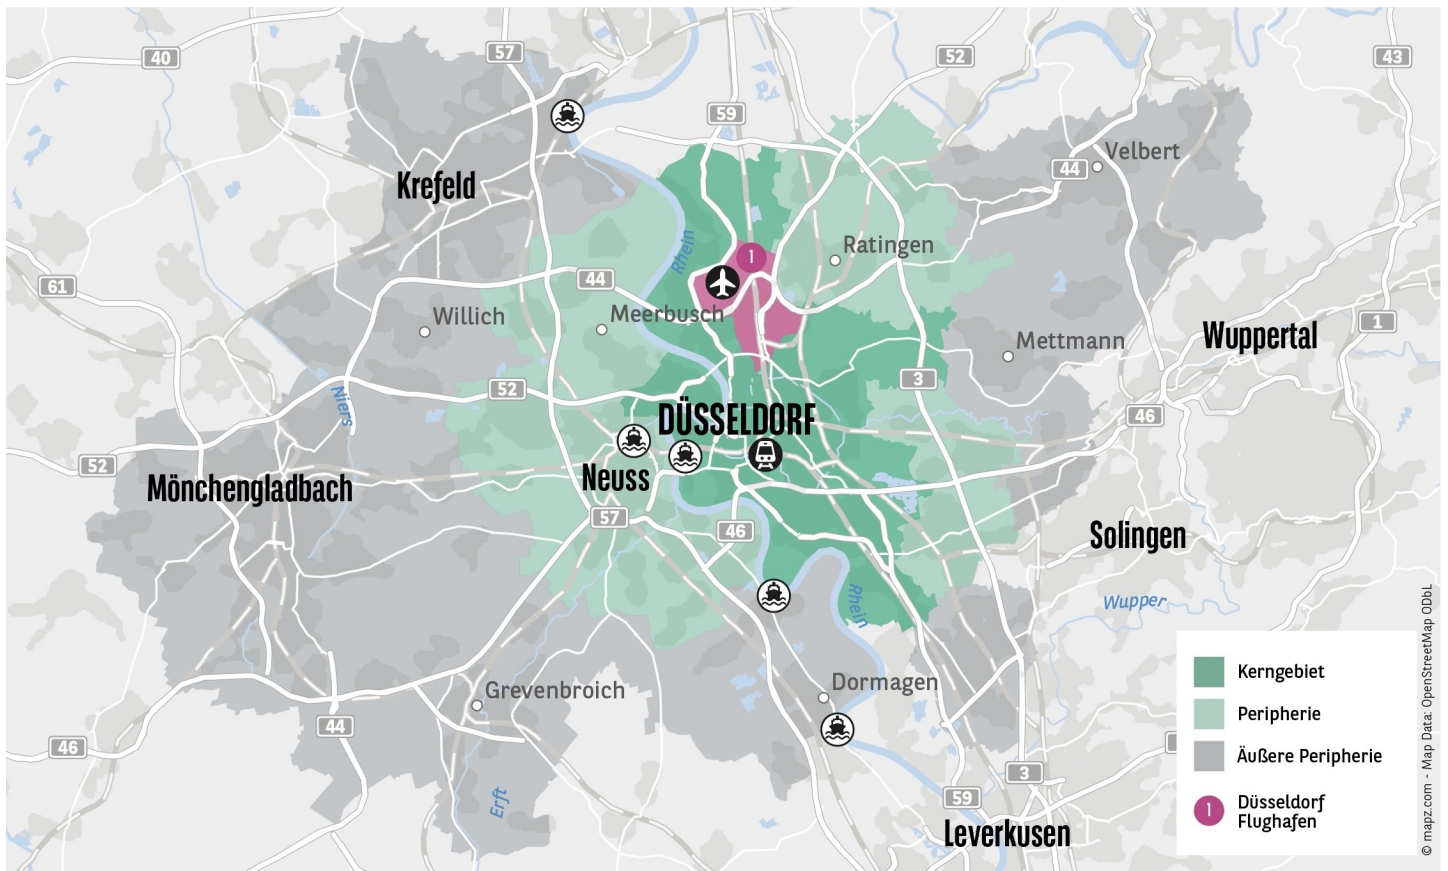 40
57
52
43
59
Velbert
44
Krefeld
Rhein
1
Ratingen
44
61
Willich
Meerbusch
1
Wuppertal
Mettmann
3
52
Niers
46
DÜSSELDORF
52
Neuss
Mönchengladbach
57
46
Solingen
Rhein
Wupper
Dormagen
Grevenbroich
44
46
Erft
3
59
Leverkusen
Kerngebiet
Peripherie
Äußere Peripherie
1
Düsseldorf
Flughafen
© mapz.com - Map Data: OpenStreetMap ODbL